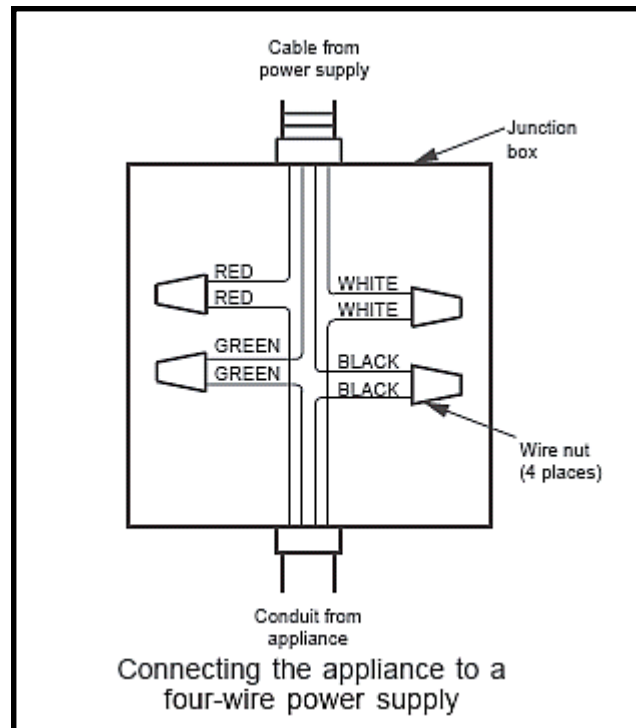 Cable from
power supply
Junction
box
RED
RED
WHITE
WHITE
GREEN
GREEN
BLACK
BLACK
Wire nut
(4 places)
Conduit from
appliance
Connecting the appliance to a
four-wire power supply